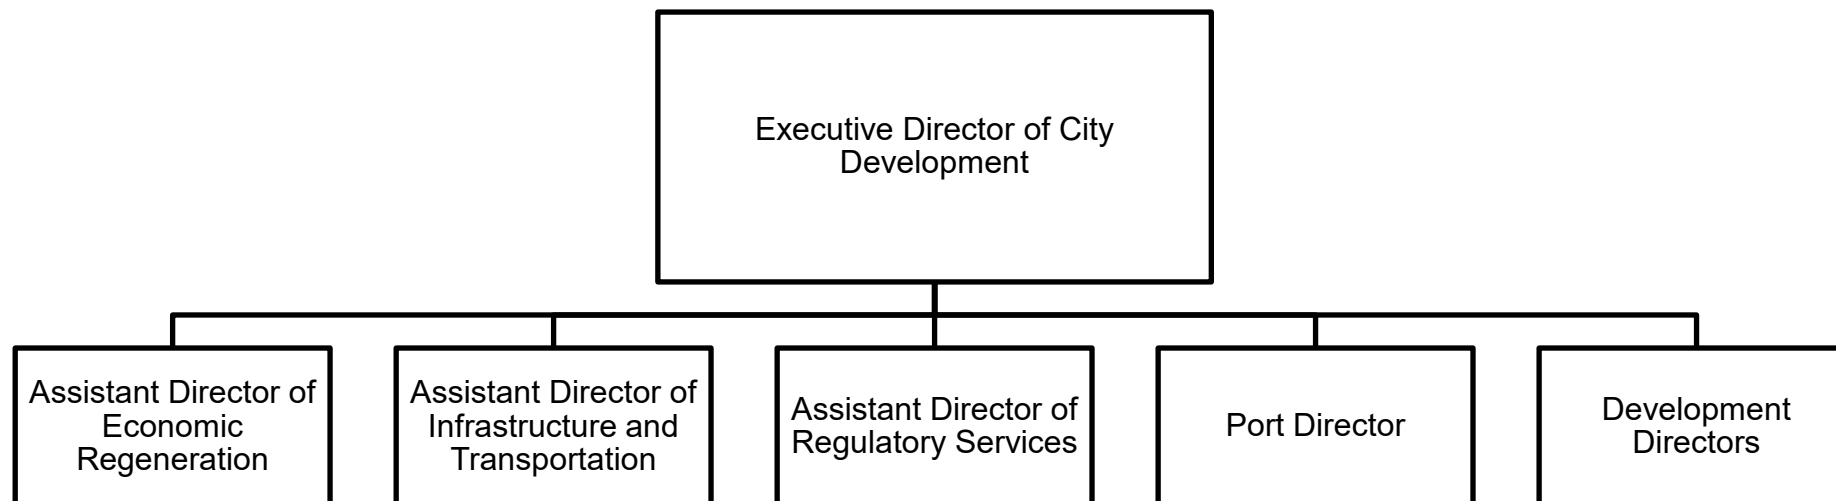 Executive Director of City
Development
Assistant Director of
Economic
Regeneration
Assistant Director of
Infrastructure and
Transportation
Assistant Director of
Regulatory Services
Port Director
Development
Directors